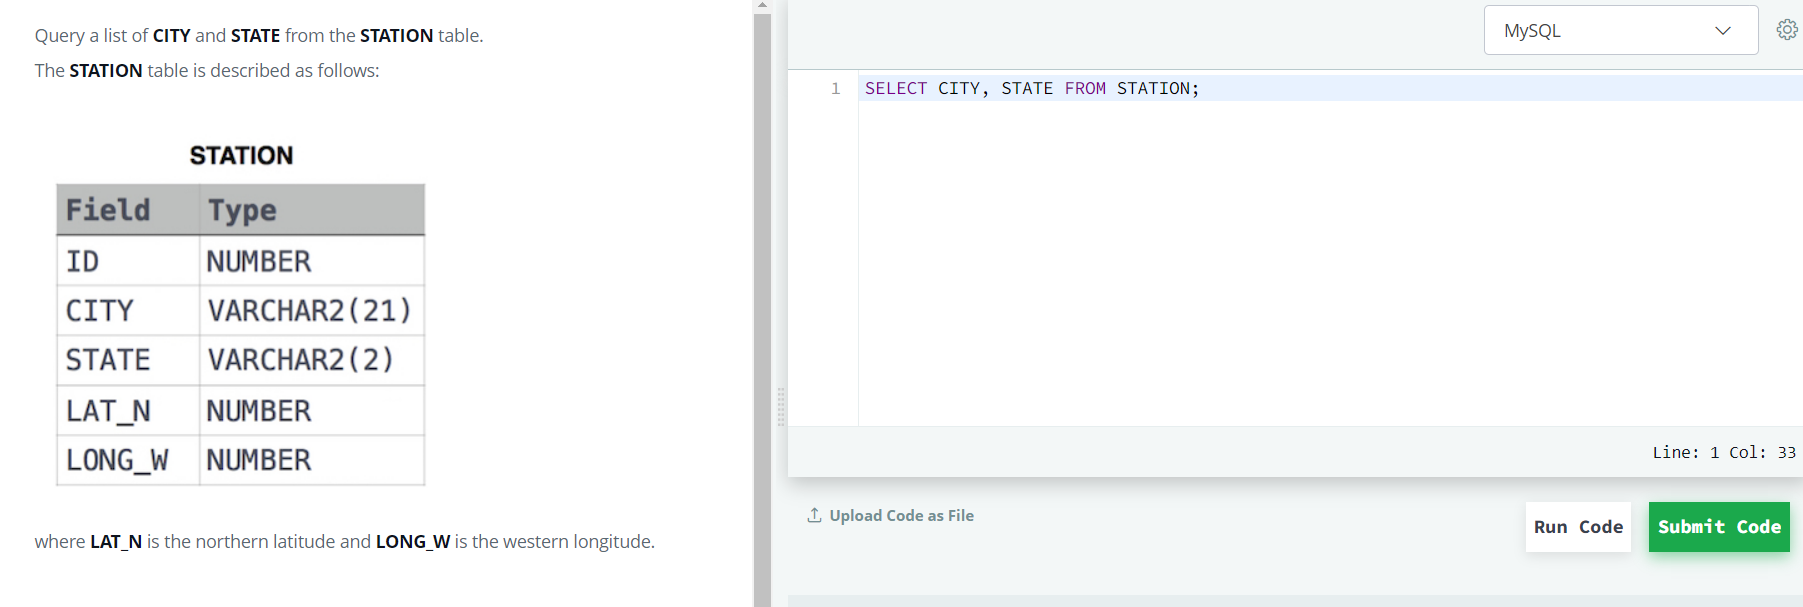 Query a list of CITY and STATE from the STATION table.
The STATION table is described as follows:
STATION
Field Type
ID NUMBER
CITY VARCHAR2(21)
STATE VARCHAR2(2)
LAT_N NUMBER
LONG_W NUMBER
where LAT_N is the northern latitude and LONG_W is the western longitude.
MySQL
1 SELECT CITY, STATE FROM STATION;
Line: 1 Col: 33
Upload Code as File
Run Code
Submit Code